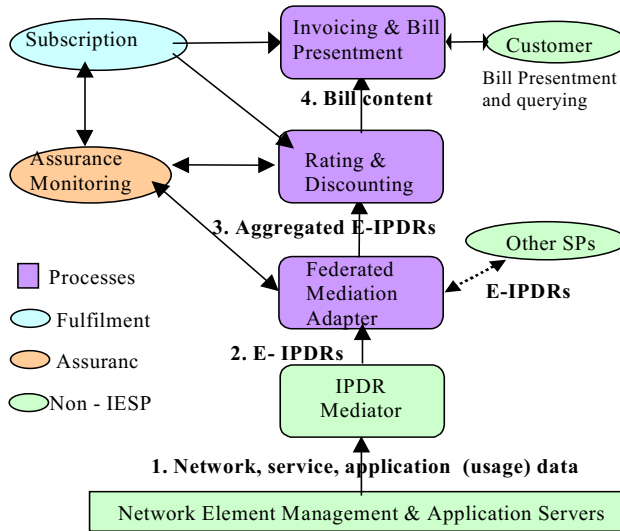 Subscription
Invoicing & Bill
Presentment
Customer
Bill Presentment
and querying
4. Bill content
Assurance
Monitoring
Rating &
Discounting
3. Aggregated E-IPDRs
Other SPs
Processes
Federated
Mediation
Adapter
E-IPDRs
Fulfilment
Assuranc
2. E- IPDRs
Non - IESP
IPDR
Mediator
1. Network, service, application (usage) data
Network Element Management & Application Servers